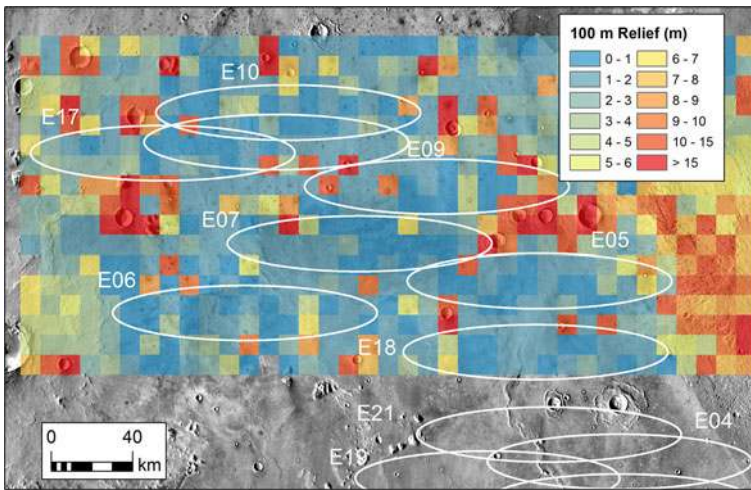 100 m Relief (m)
0 - 1
6 - 7
1 - 2
7 - 8
2 - 3
8 - 9
3 - 4
9 - 10
4 - 5
10 - 15
5 - 6
> 15
E10
E17
E09
E07
E05
E06
E18
E21
E04
E19
0
40
km